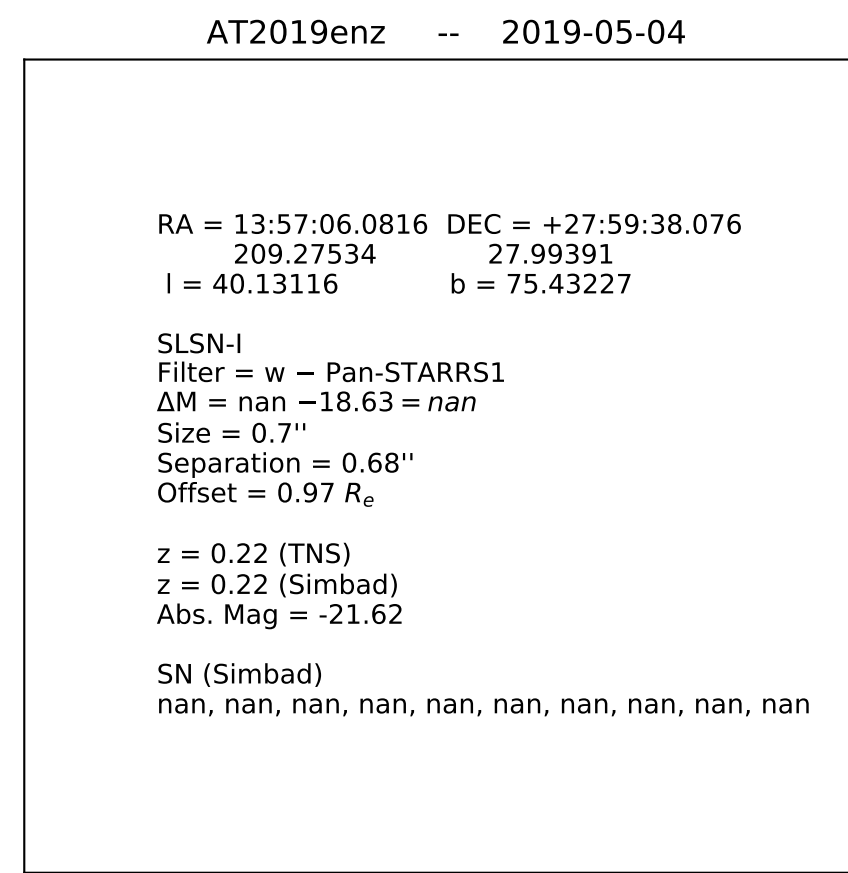 AT2019enz -- 2019-05-04
RA = 13:57:06.0816 DEC = +27:59:38.076
209.27534 27.99391
l = 40.13116 b = 75.43227
SLSN-I
Filter = w − Pan-STARRS1
ΔM = nan −18.63 = nan
Size = 0.7''
Separation = 0.68''
Offset = 0.97 Rₑ
z = 0.22 (TNS)
z = 0.22 (Simbad)
Abs. Mag = -21.62
SN (Simbad)
nan, nan, nan, nan, nan, nan, nan, nan, nan, nan